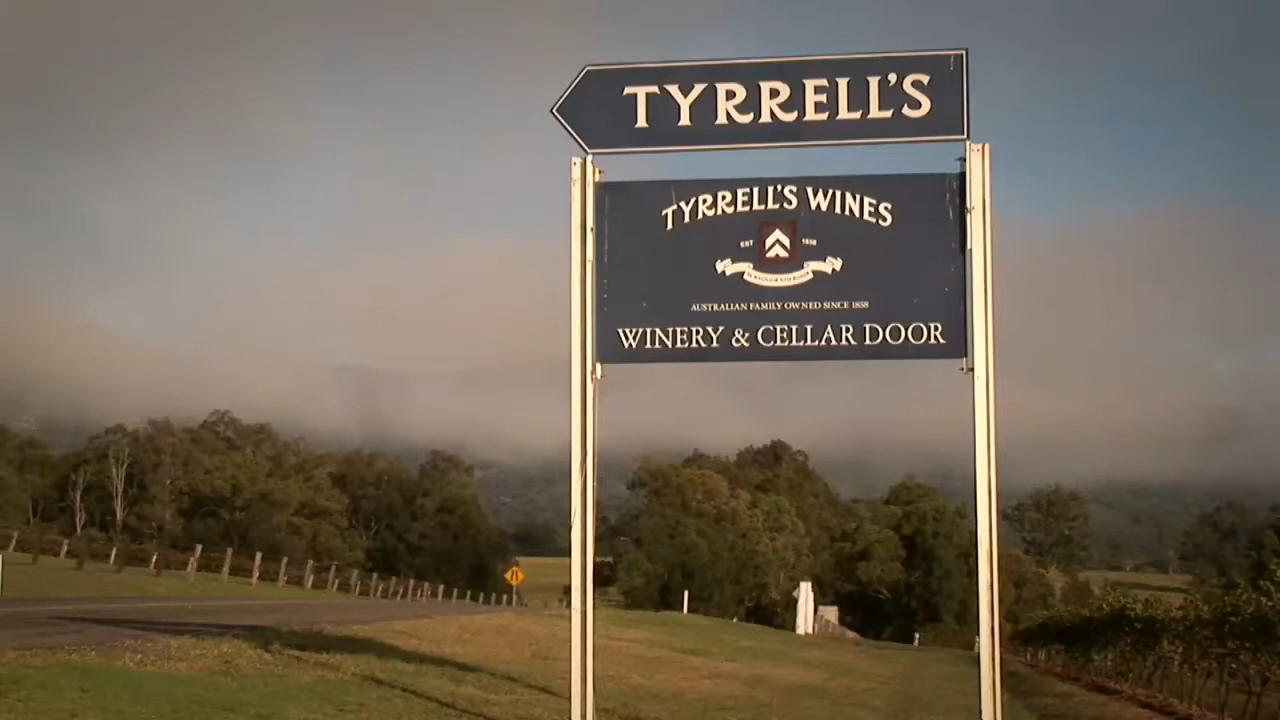 TYRRELL'S
TYRRELL'S WINES
EST 1858
AUSTRALIAN FAMILY OWNED SINCE 1858
WINERY & CELLAR DOOR